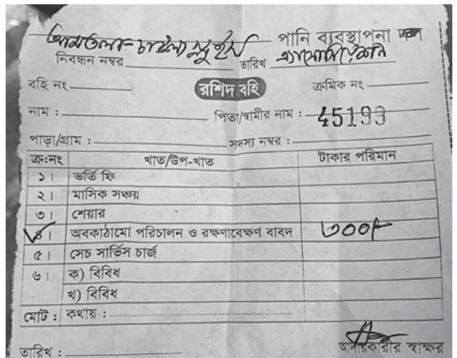 আমতলা- পানি ব্যবস্থাপনা দল
নিবন্ধন নম্বর তারিখ এ্যাসোসিয়েশন
বহি নং রশিদ বহি ক্রমিক নং
নাম : পিতা/স্বামীর নাম : 45193
পাড়া/গ্রাম : সদস্য নম্বর :
ক্র:নং খাত/উপ-খাত টাকার পরিমান
১। ভর্তি ফি
২। মাসিক সঞ্চয়
৩। শেয়ার
৪। অবকাঠামো পরিচালন ও রক্ষণাবেক্ষণ বাবদ ৩০০/-
৫। সেচ সার্ভিস চার্জ
৬। ক) বিবিধ
খ) বিবিধ
মোট : কথায় :
তারিখ : আদায়কারীর স্বাক্ষর